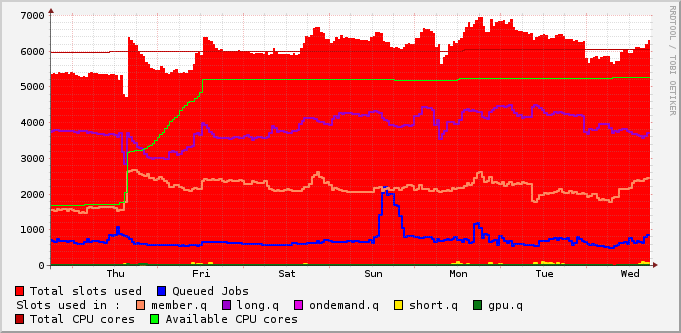 7000
6000
5000
4000
3000
2000
1000
0
Thu Fri Sat Sun Mon Tue Wed
RRDTOOL / TOBI OETIKER
Total slots used Queued Jobs
Slots used in : member.q long.q ondemand.q short.q gpu.q
Total CPU cores Available CPU cores